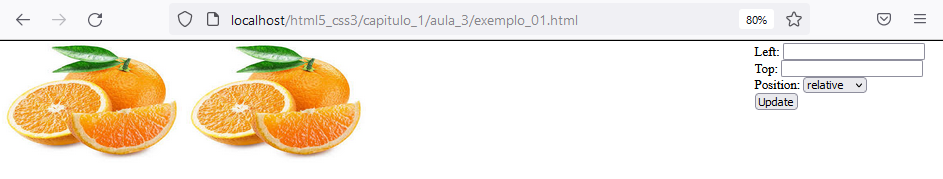 localhost/html5_css3/capitulo_1/aula_3/exemplo_01.html
80%
Left:
Top:
Position: relative
Update